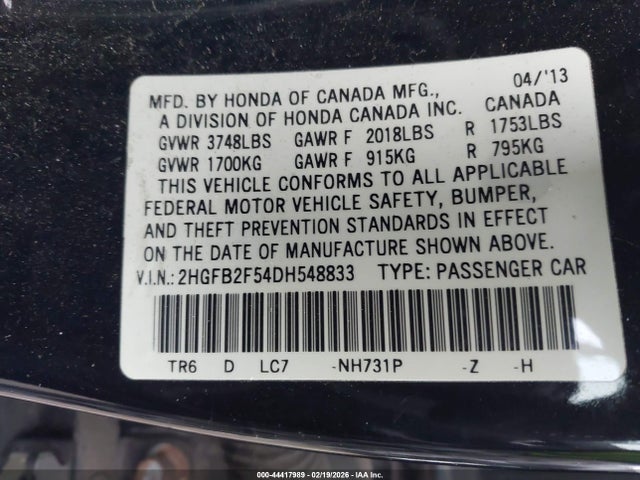 04/'13
MFD. BY HONDA OF CANADA MFG.,
A DIVISION OF HONDA CANADA INC. CANADA
GVWR 3748LBS GAWR F 2018LBS R 1753LBS
GVWR 1700KG GAWR F 915KG R 795KG
THIS VEHICLE CONFORMS TO ALL APPLICABLE
FEDERAL MOTOR VEHICLE SAFETY, BUMPER,
AND THEFT PREVENTION STANDARDS IN EFFECT
ON THE DATE OF MANUFACTURE SHOWN ABOVE.
V.I.N.: 2HGFB2F54DH548833 TYPE: PASSENGER CAR
TR6 D LC7 -NH731P -Z -H
000-44417989 - 02/19/2026 - IAA Inc.